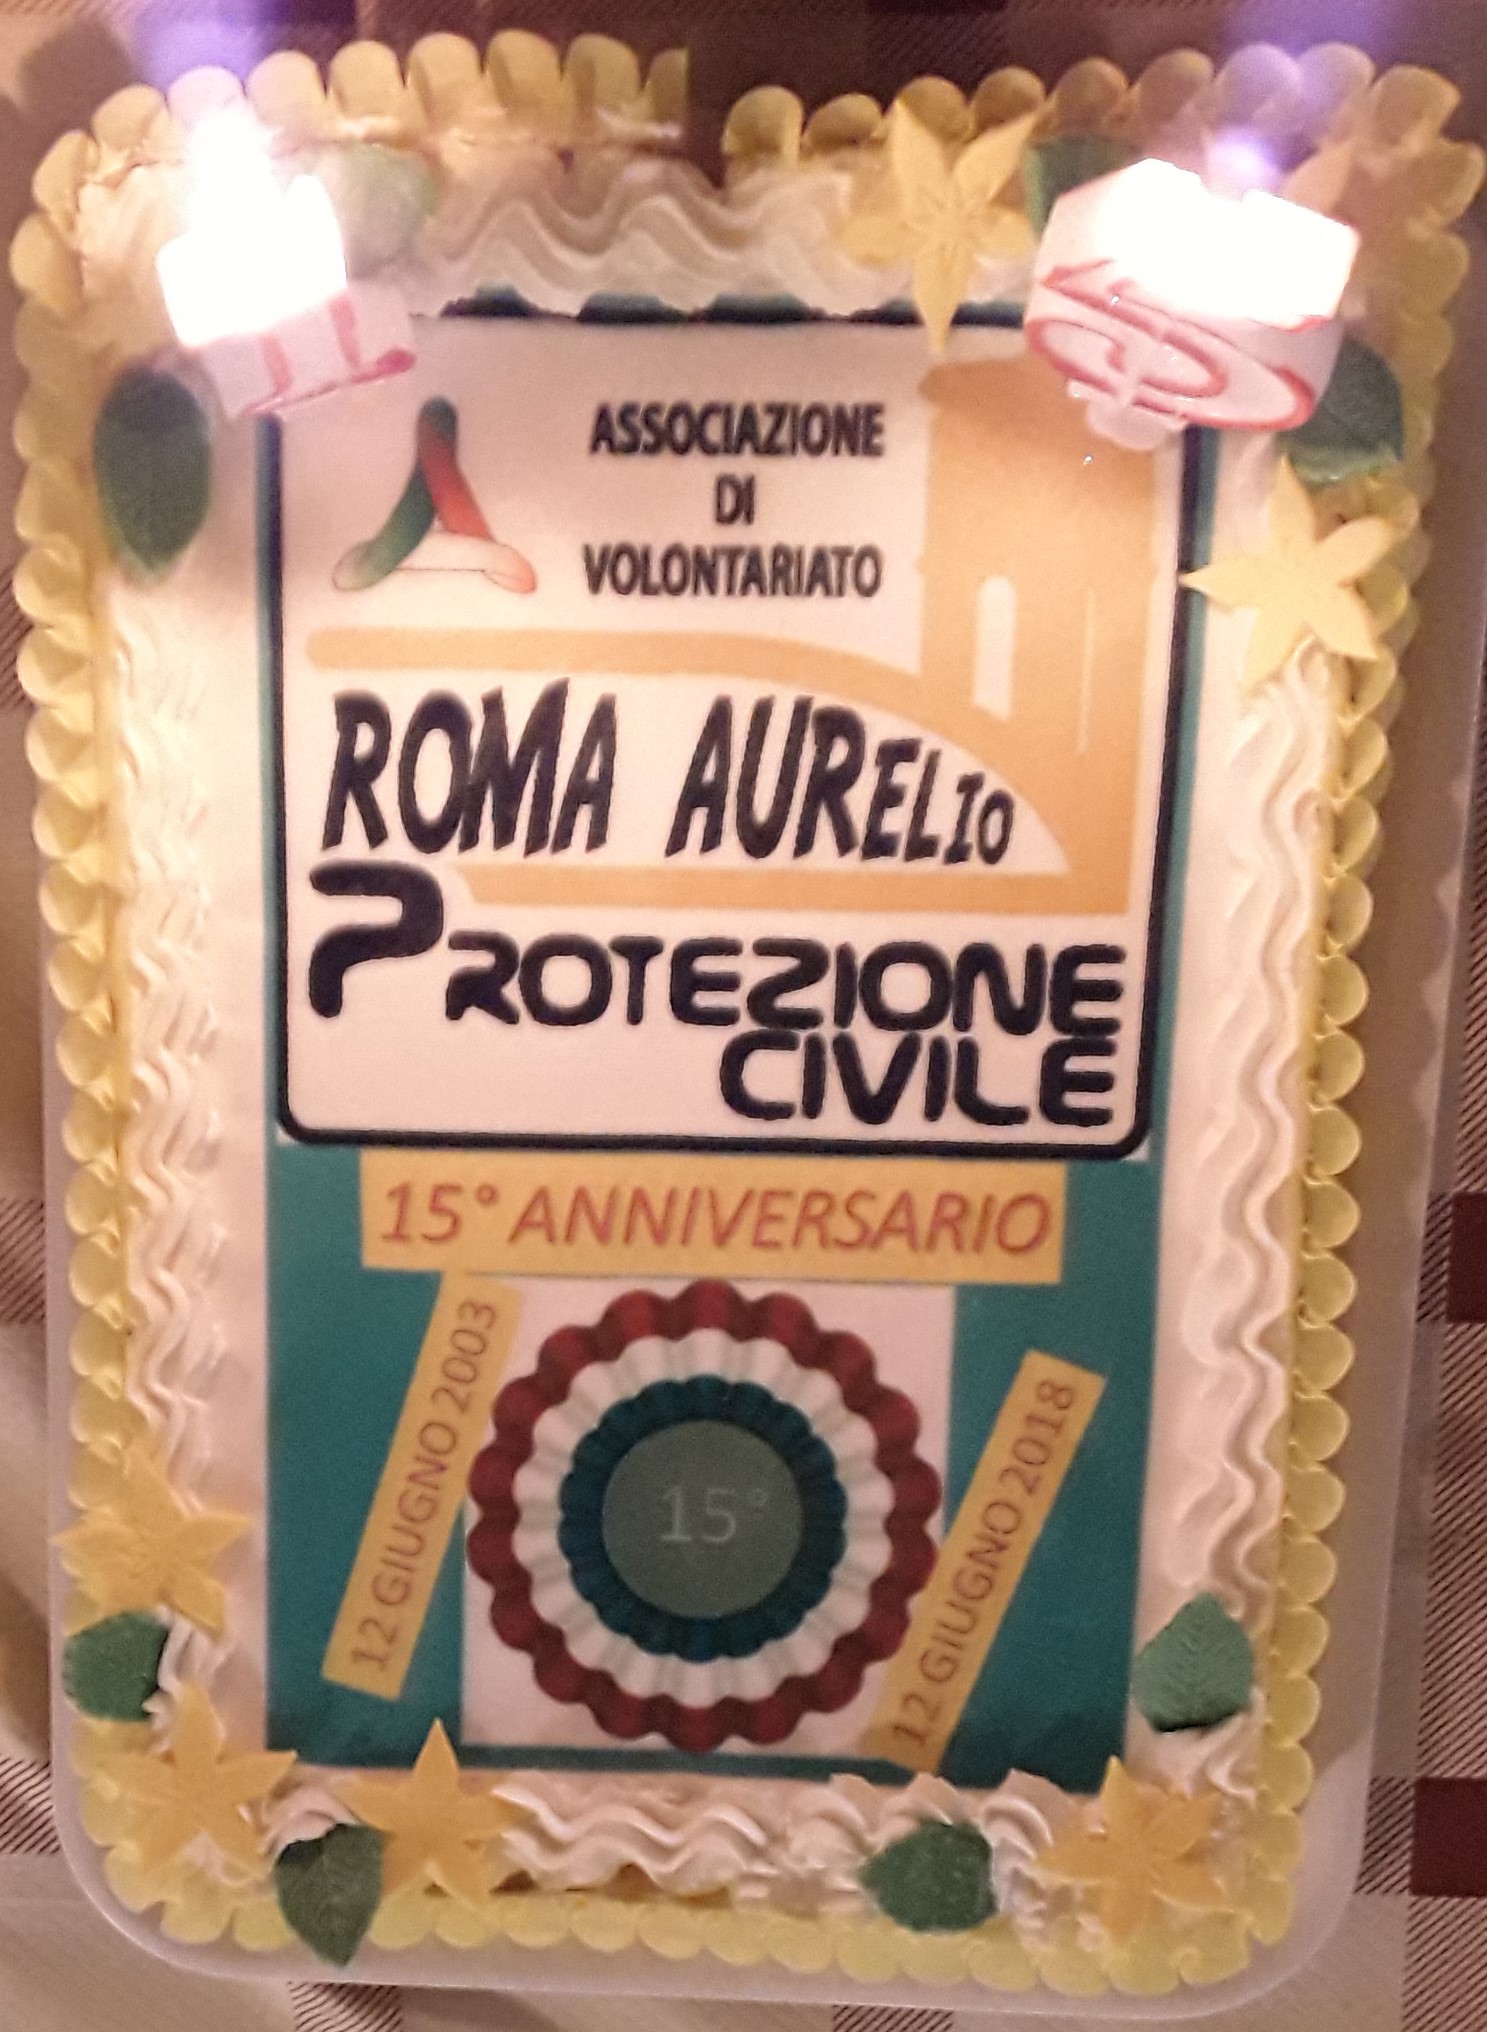 ASSOCIAZIONE
DI
VOLONTARIATO
ROMA AURELIO
PROTEZIONE
CIVILE
15° ANNIVERSARIO
12 GIUGNO 2003
15°
12 GIUGNO 2018